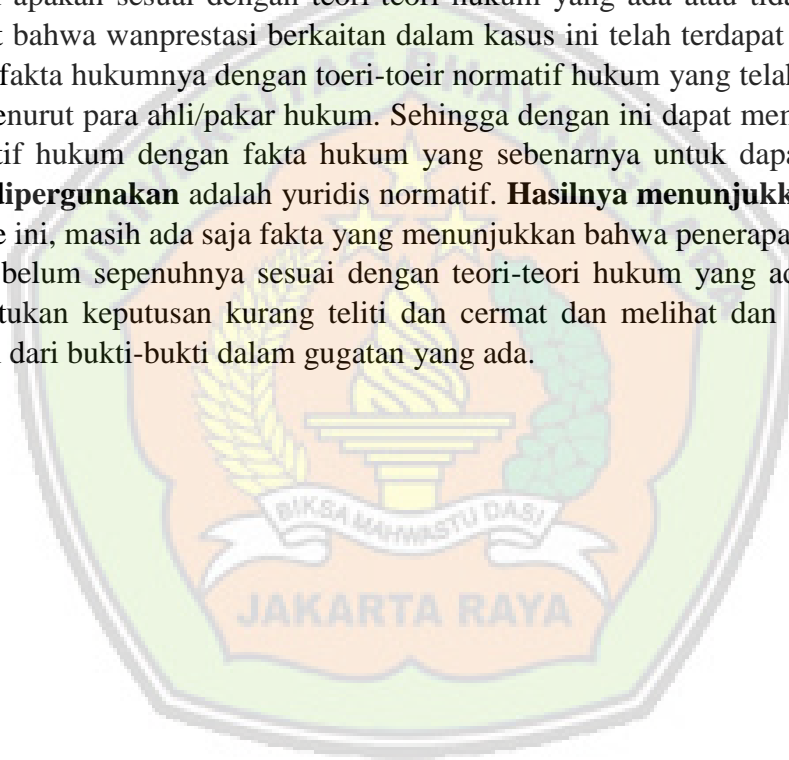 apakah sesuai dengan teori-teori hukum yang ada atau tida
bahwa wanprestasi berkaitan dalam kasus ini telah terdapat
fakta hukumnya dengan toeri-toeir normatif hukum yang telah
enurut para ahli/pakar hukum. Sehingga dengan ini dapat men
tif hukum dengan fakta hukum yang sebenarnya untuk dapa
dipergunakan adalah yuridis normatif. Hasilnya menunjukk
e ini, masih ada saja fakta yang menunjukkan bahwa penerapa
belum sepenuhnya sesuai dengan teori-teori hukum yang ad
tukan keputusan kurang teliti dan cermat dan melihat dan
dari bukti-bukti dalam gugatan yang ada.
UNIVERSITAS BHAYANGKARA
BIKSA MAHWASTU DASI
JAKARTA RAYA